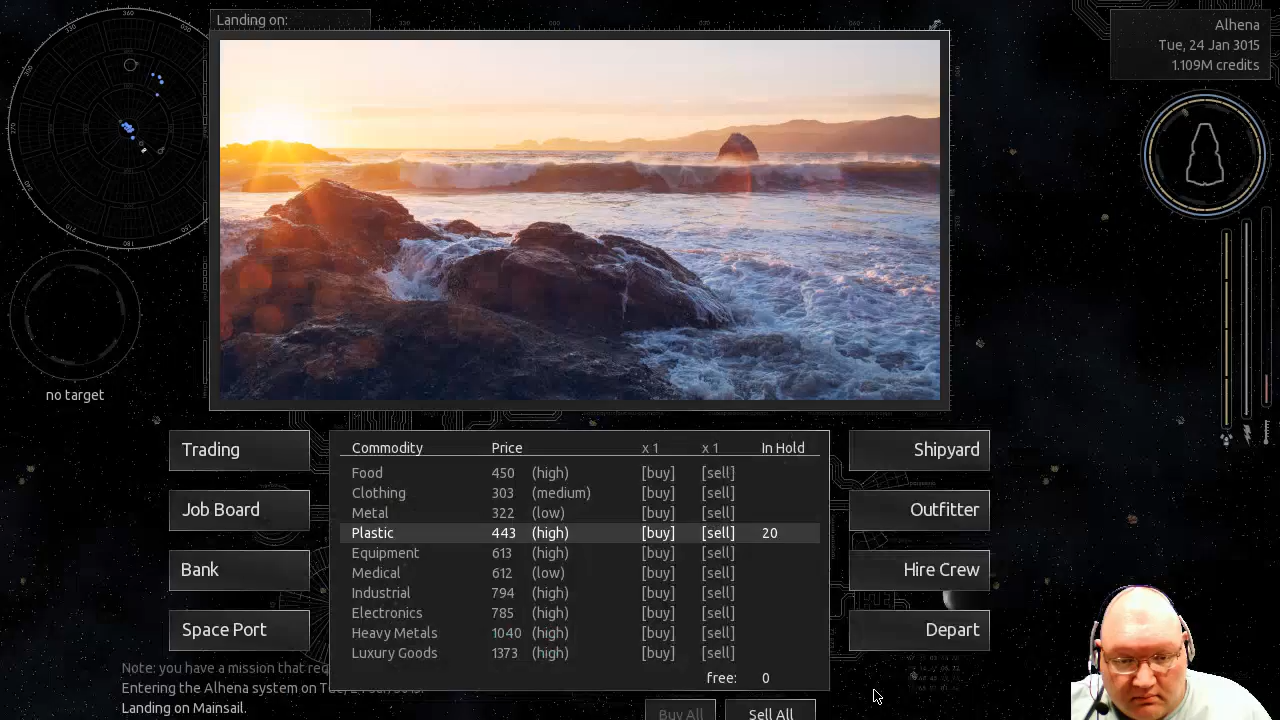 Landing on:
Alhena
Tue, 24 Jan 3015
1.109M credits
no target
Trading
Job Board
Bank
Space Port
Commodity Price x 1 x 1 In Hold
Food 450 (high) [buy] [sell]
Clothing 303 (medium) [buy] [sell]
Metal 322 (low) [buy] [sell]
Plastic 443 (high) [buy] [sell] 20
Equipment 613 (high) [buy] [sell]
Medical 612 (low) [buy] [sell]
Industrial 794 (high) [buy] [sell]
Electronics 785 (high) [buy] [sell]
Heavy Metals 1040 (high) [buy] [sell]
Luxury Goods 1373 (high) [buy] [sell]
free: 0
Buy All Sell All
Shipyard
Outfitter
Hire Crew
Depart
Note: you have a mission that
Entering the Alhena system on
Landing on Mainsail.